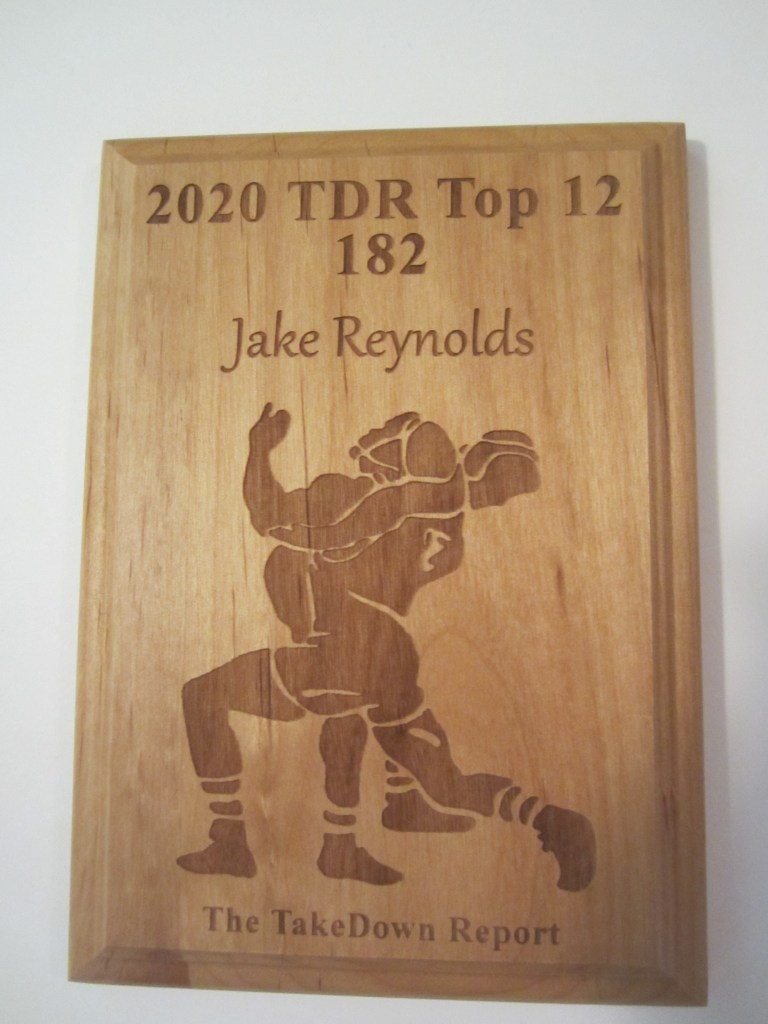 2020 TDR Top 12
182
Jake Reynolds
The TakeDown Report